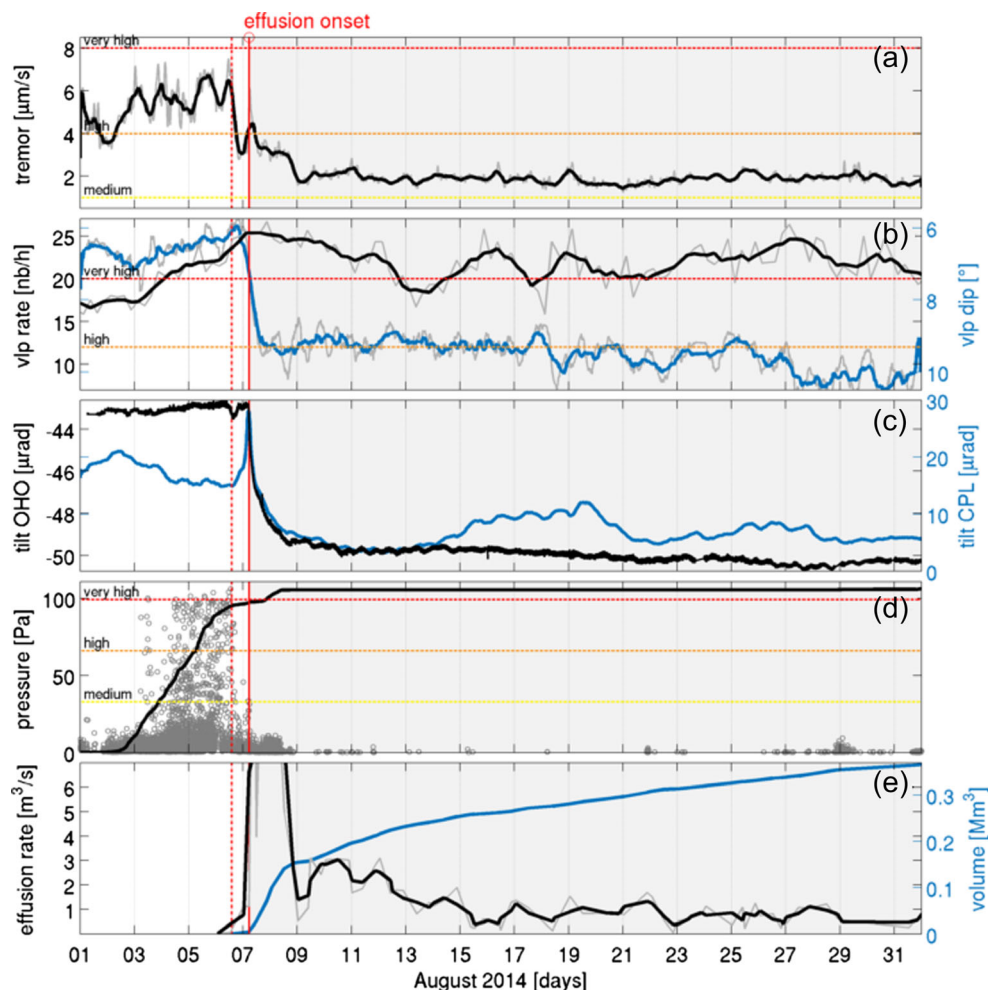 effusion onset
(a)
very high
high
medium
8
6
4
2
tremor [µm/s]
(b)
very high
high
25
20
15
10
vlp rate [nb/h]
6
8
10
vlp dip [°]
(c)
-44
-46
-48
-50
tilt OHO [µrad]
30
20
10
0
tilt CPL [µrad]
(d)
very high
high
medium
100
50
0
pressure [Pa]
(e)
6
5
4
3
2
1
effusion rate [m³/s]
0.3
0.2
0.1
0
volume [Mm³]
01 03 05 07 09 11 13 15 17 19 21 23 25 27 29 31
August 2014 [days]